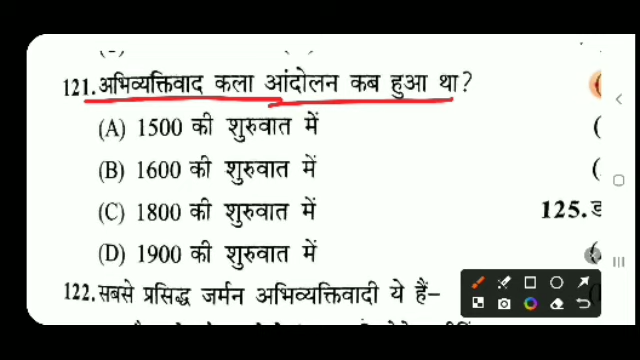 121. अभिव्यक्तिवाद कला आंदोलन कब हुआ था?
(A) 1500 की शुरुवात में
(B) 1600 की शुरुवात में
(C) 1800 की शुरुवात में
125.
(D) 1900 की शुरुवात में
122. सबसे प्रसिद्ध जर्मन अभिव्यक्तिवादी ये हैं–